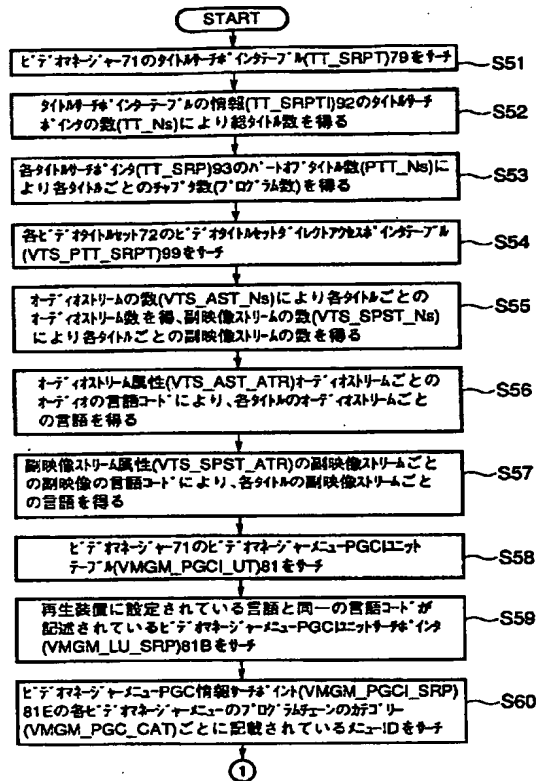 START
ビデオマネージャー71のタイトルサーチポインタテーブル(TT_SRPT)79をサーチ
S51
タイトルサーチポインターテーブルの情報(TT_SRPTI)92のタイトルサーチ
ポインタの数(TT_Ns)により総タイトル数を得る
S52
各タイトルサーチポインタ(TT_SRP)93のパートオブタイトル数(PTT_Ns)に
より各タイトルごとのチャプタ数(プログラム数)を得る
S53
各ビデオタイトルセット72のビデオタイトルセットダイレクトアクセスポインタテーブル
(VTS_PTT_SRPT)99をサーチ
S54
オーディオストリームの数(VTS_AST_Ns)により各タイトルごとの
オーディオストリーム数を得、副映像ストリームの数(VTS_SPST_Ns)
により各タイトルごとの副映像ストリームの数を得る
S55
オーディオストリーム属性(VTS_AST_ATR)オーディオストリームごとの
オーディオの言語コードにより、各タイトルのオーディオストリームごと
の言語を得る
S56
副映像ストリーム属性(VTS_SPST_ATR)の副映像ストリームごと
の副映像の言語コードにより、各タイトルの副映像ストリームごと
の言語を得る
S57
ビデオマネージャー71のビデオマネージャーメニューPGCIユニット
テーブル(VMGM_PGCI_UT)81をサーチ
S58
再生装置に設定されている言語と同一の言語コードが
記述されているビデオマネージャーメニューPGCIユニットサーチポインタ
(VMGM_LU_SRP)81Bをサーチ
S59
ビデオマネージャーメニューPGC情報サーチポイント(VMGM_PGCI_SRP)
81Eの各ビデオマネージャーメニューのプログラムチェーンのカテゴリー
(VMGM_PGC_CAT)ごとに記載されているメニューIDをサーチ
S60
1